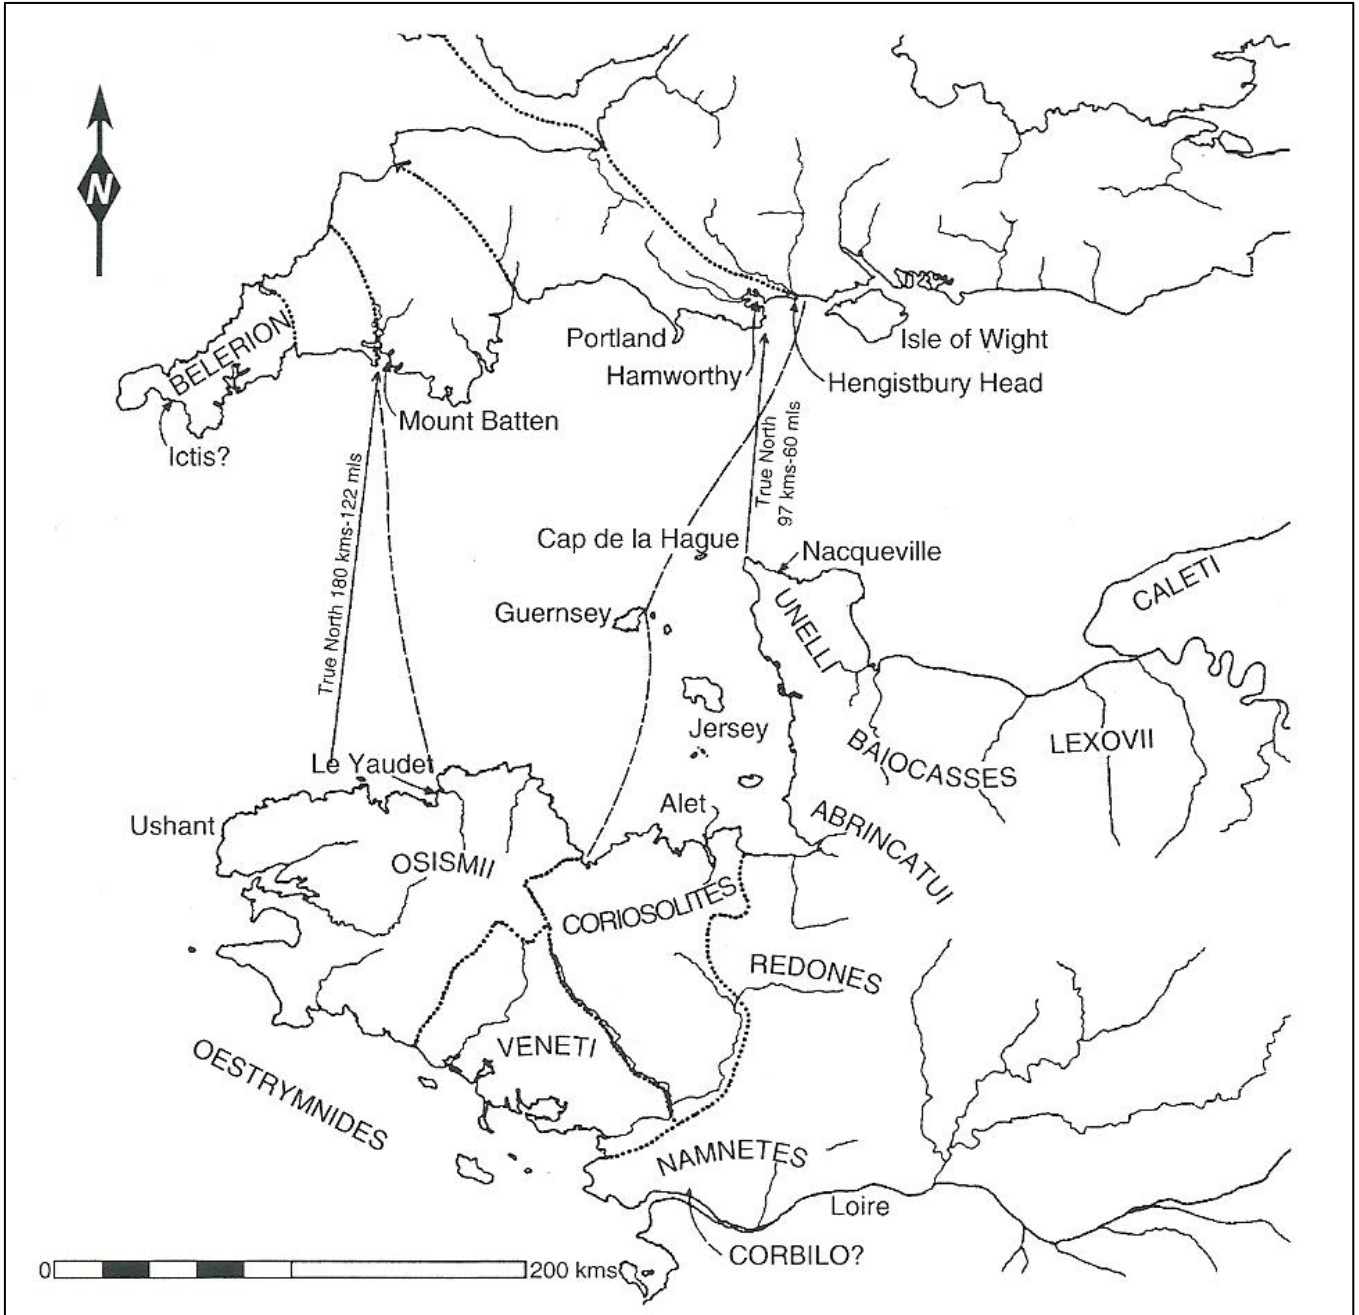 N
BELERION
Portland
Isle of Wight
Hamworthy
Hengistbury Head
Mount Batten
Ictis?
True North 180 kms-122 mls
True North
97 kms-60 mls
Cap de la Hague
Nacqueville
CALETI
Guernsey
UNELLI
Jersey
BAIOCASSES
LEXOVII
Le Yaudet
Ushant
Alet
ABRINCATUI
OSISMII
CORIOSOLITES
REDONES
VENETI
OESTRYMNIDES
NAMNETES
Loire
CORBILO?
0
200 kms